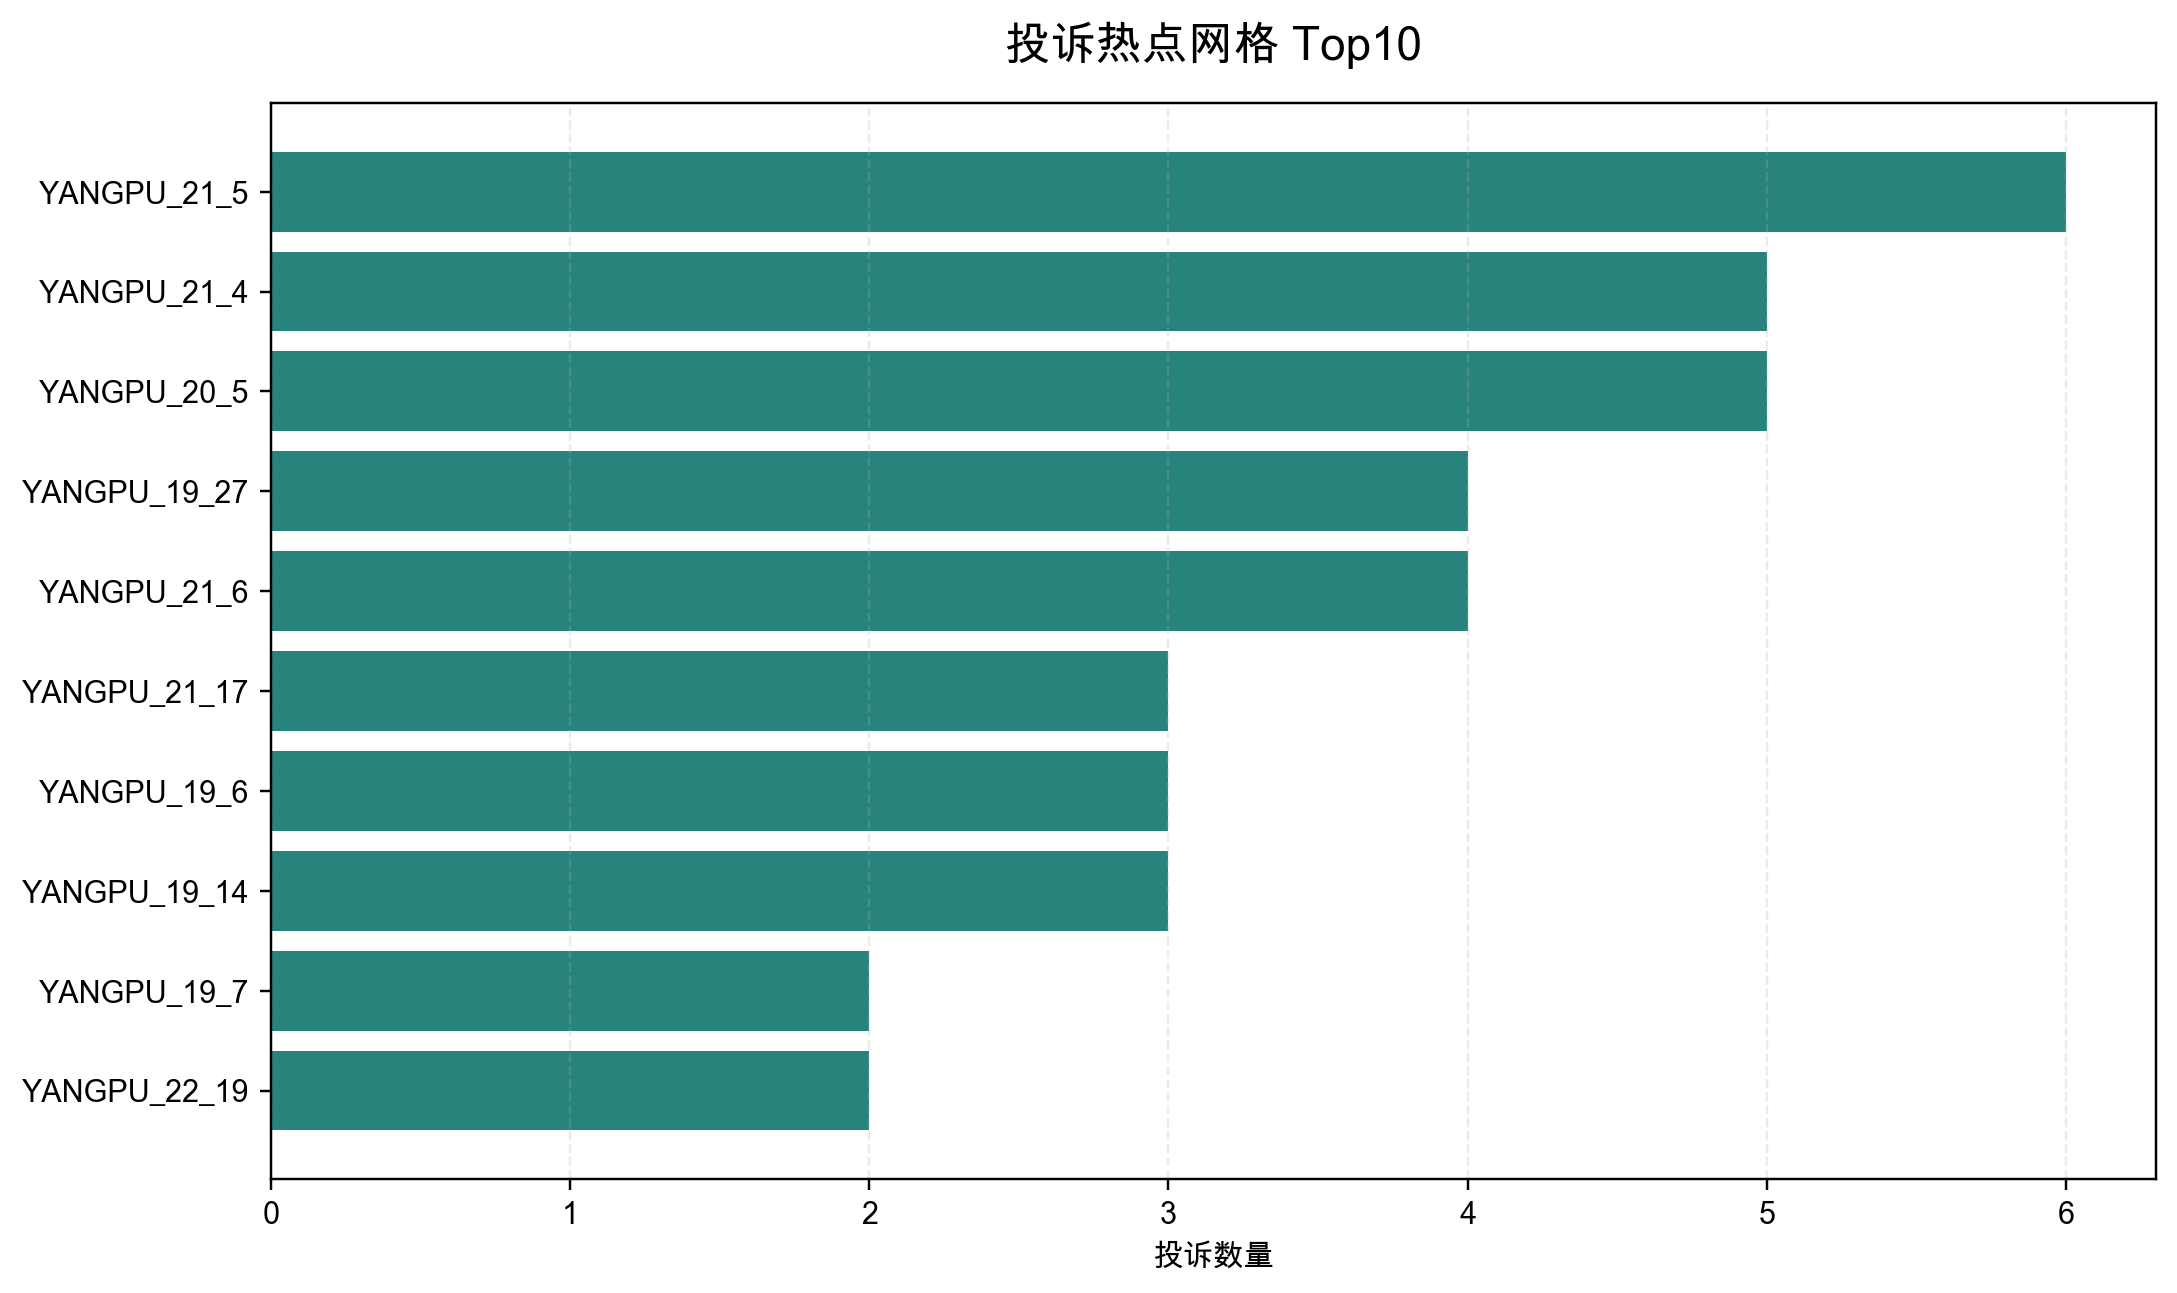 投诉热点网格 Top10
YANGPU_21_5
YANGPU_21_4
YANGPU_20_5
YANGPU_19_27
YANGPU_21_6
YANGPU_21_17
YANGPU_19_6
YANGPU_19_14
YANGPU_19_7
YANGPU_22_19
0 1 2 3 4 5 6
投诉数量